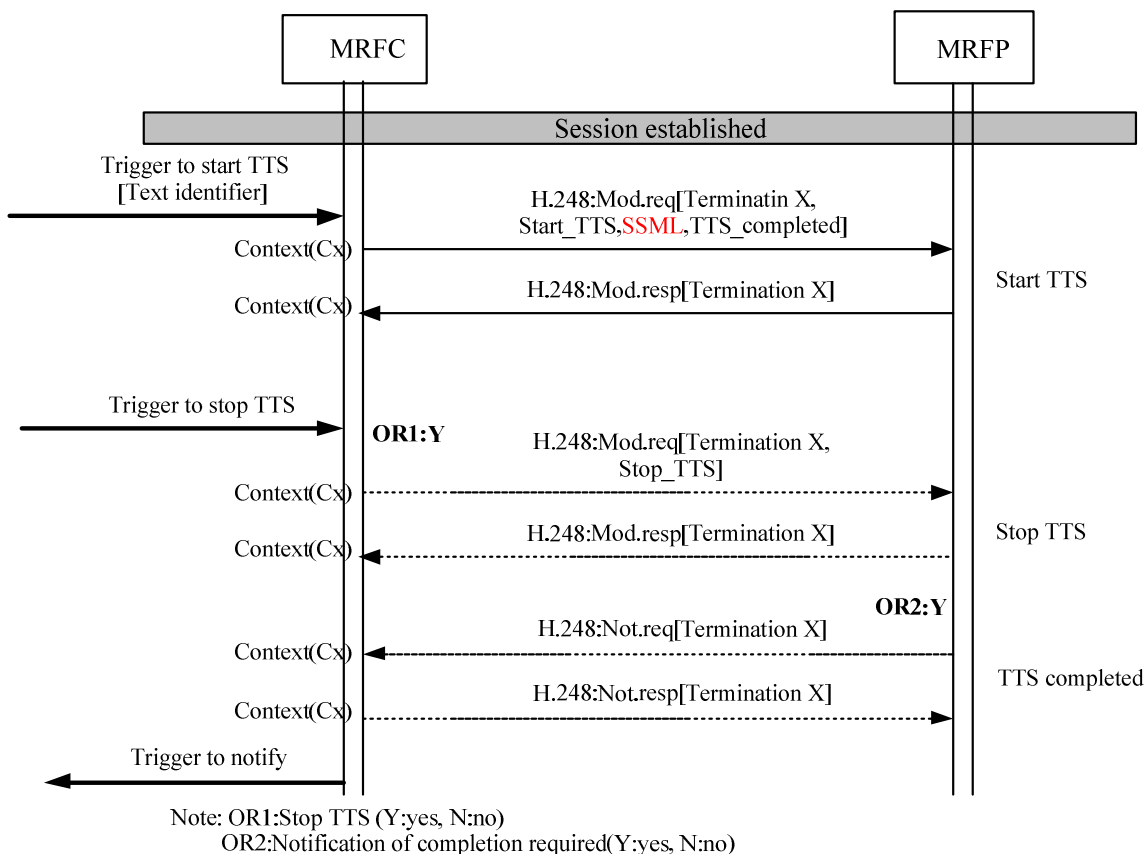 MRFC
MRFP
Session established
Trigger to start TTS
[Text identifier]
H.248:Mod.req[Terminatin X,
Start_TTS,SSML,TTS_completed]
Context(Cx)
Start TTS
H.248:Mod.resp[Termination X]
Context(Cx)
Trigger to stop TTS
OR1:Y
H.248:Mod.req[Termination X,
Stop_TTS]
Context(Cx)
H.248:Mod.resp[Termination X]
Stop TTS
Context(Cx)
OR2:Y
H.248:Not.req[Termination X]
Context(Cx)
TTS completed
H.248:Not.resp[Termination X]
Context(Cx)
Trigger to notify
Note: OR1:Stop TTS (Y:yes, N:no)
OR2:Notification of completion required(Y:yes, N:no)